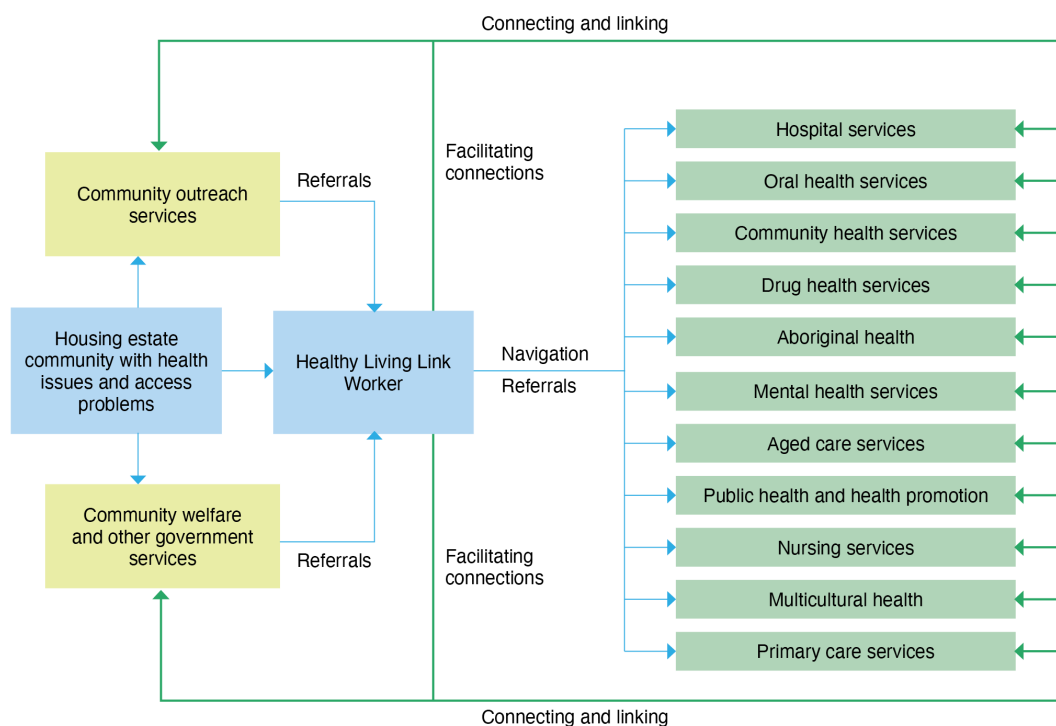 Connecting and linking
Facilitating
connections
Community outreach
services
Referrals
Housing estate
community with health
issues and access
problems
Healthy Living Link
Worker
Navigation
Referrals
Community welfare
and other government
services
Referrals
Facilitating
connections
Hospital services
Oral health services
Community health services
Drug health services
Aboriginal health
Mental health services
Aged care services
Public health and health promotion
Nursing services
Multicultural health
Primary care services
Connecting and linking